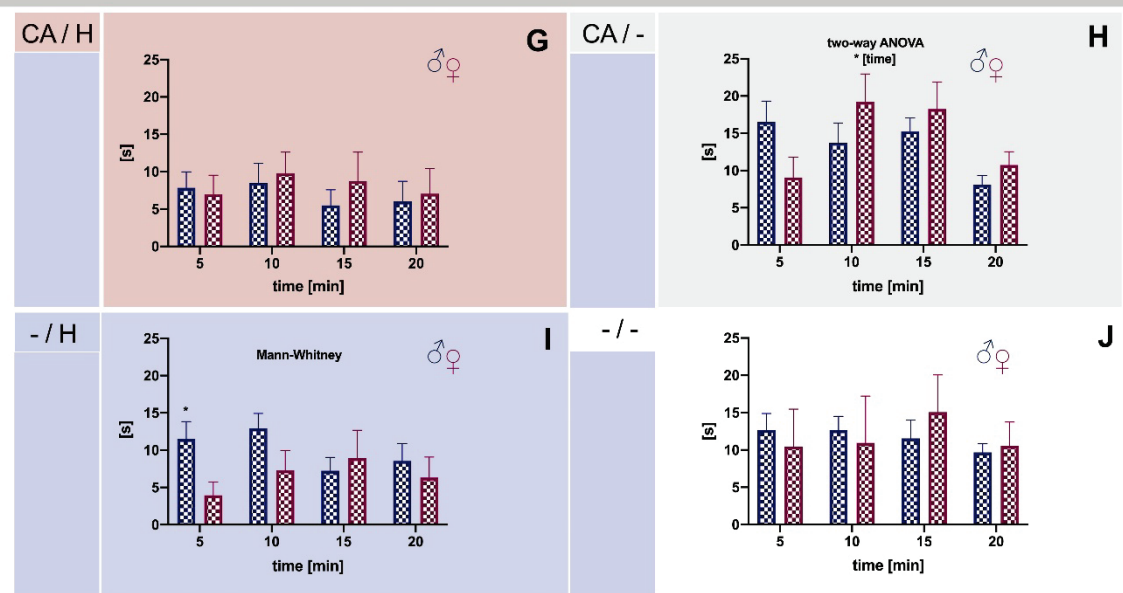 CA / H
G
♂♀
25
20
15
10
5
0
[s]
5 10 15 20
time [min]
CA / -
H
two-way ANOVA
* [time]
♂♀
25
20
15
10
5
0
[s]
5 10 15 20
time [min]
- / H
I
Mann-Whitney
♂♀
25
20
15
10
5
0
*
[s]
5 10 15 20
time [min]
- / -
J
♂♀
25
20
15
10
5
0
[s]
5 10 15 20
time [min]